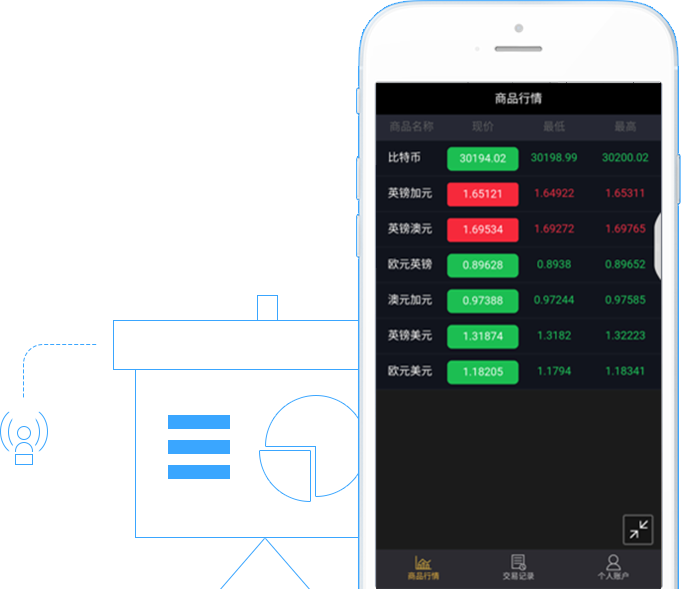 商品行情
商品名称 现价 最低 最高
比特币 30194.02 30198.99 30200.02
英镑加元 1.65121 1.64922 1.65311
英镑澳元 1.69534 1.69272 1.69765
欧元英镑 0.89628 0.8938 0.89652
澳元加元 0.97388 0.97244 0.97585
英镑美元 1.31874 1.3182 1.32223
欧元美元 1.18205 1.1794 1.18341
商品行情 交易记录 个人账户